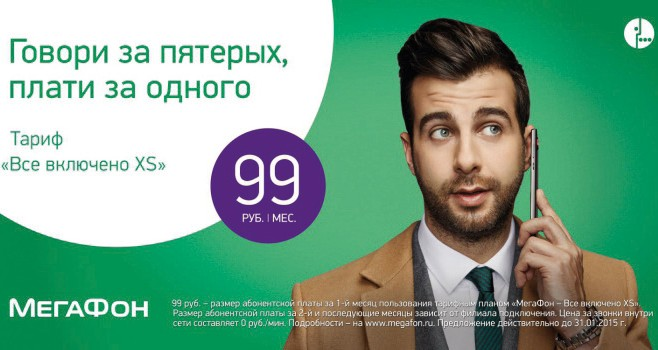 Говори за пятерых,
плати за одного
Тариф
«Все включено XS»
99
РУБ. | МЕС.
МЕГАФОН
99 руб. – размер абонентской платы за 1-й месяц пользования тарифным планом «МегаФон – Все включено XS».
Размер абонентской платы за 2-й и последующие месяцы зависит от филиала подключения. Цена за звонки внутри
сети составляет 0 руб./мин. Подробности – на www.megafon.ru. Предложение действительно до 31.01.2015 г.